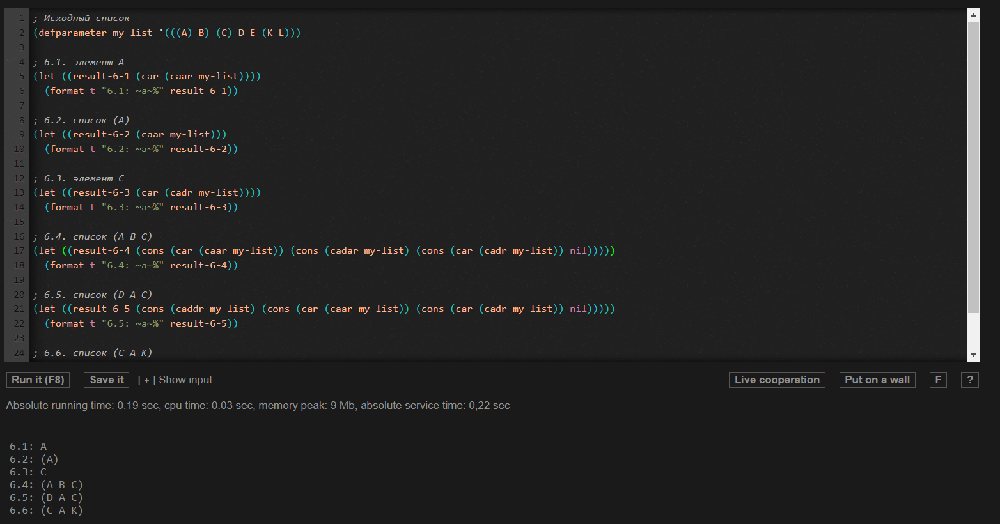 1 ; Исходный список
2 (defparameter my-list '(((A) B) (C) D E (K L)))
3
4 ; 6.1. элемент A
5 (let ((result-6-1 (car (caar my-list))))
6 (format t "6.1: ~a~%" result-6-1))
7
8 ; 6.2. список (A)
9 (let ((result-6-2 (caar my-list)))
10 (format t "6.2: ~a~%" result-6-2))
11
12 ; 6.3. элемент C
13 (let ((result-6-3 (car (cadr my-list))))
14 (format t "6.3: ~a~%" result-6-3))
15
16 ; 6.4. список (A B C)
17 (let ((result-6-4 (cons (car (caar my-list)) (cons (cadar my-list) (cons (car (cadr my-list)) nil)))))
18 (format t "6.4: ~a~%" result-6-4))
19
20 ; 6.5. список (D A C)
21 (let ((result-6-5 (cons (caddr my-list) (cons (car (caar my-list)) (cons (car (cadr my-list)) nil)))))
22 (format t "6.5: ~a~%" result-6-5))
23
24 ; 6.6. список (C A K)
Run it (F8) Save it [ + ] Show input Live cooperation Put on a wall F ?
Absolute running time: 0.19 sec, cpu time: 0.03 sec, memory peak: 9 Mb, absolute service time: 0,22 sec
6.1: A
6.2: (A)
6.3: C
6.4: (A B C)
6.5: (D A C)
6.6: (C A K)